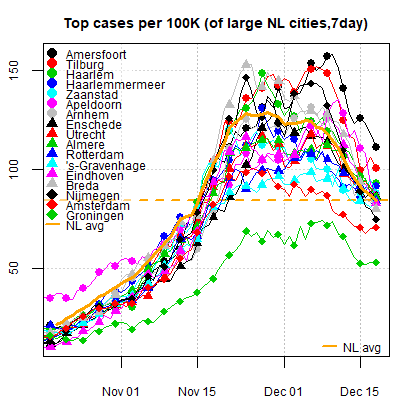 Top cases per 100K (of large NL cities,7day)
150
100
50
Amersfoort
Tilburg
Haarlem
Haarlemmermeer
Zaanstad
Apeldoorn
Arnhem
Enschede
Utrecht
Almere
Rotterdam
's-Gravenhage
Eindhoven
Breda
Nijmegen
Amsterdam
Groningen
NL avg
NL avg
Nov 01
Nov 15
Dec 01
Dec 15